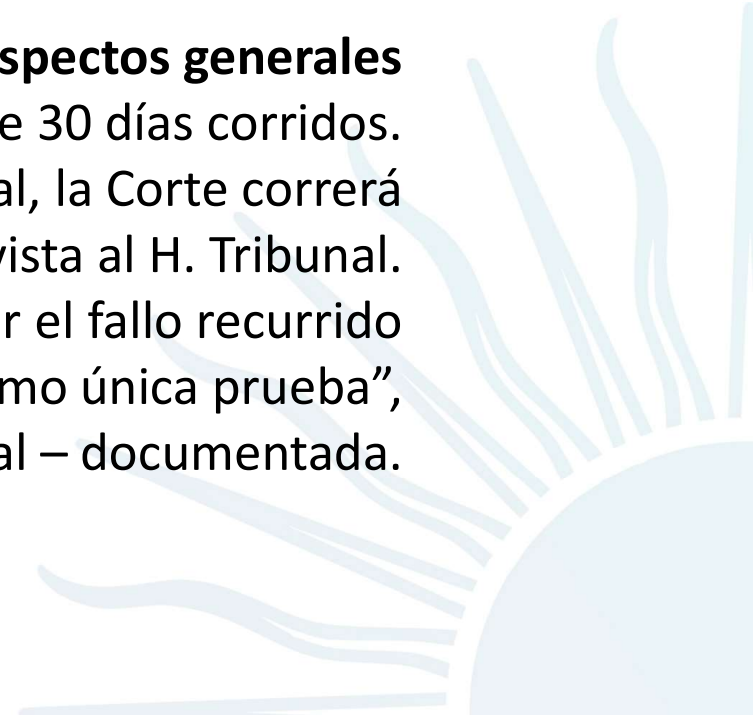 spectos generales
e 30 días corridos.
al, la Corte correrá
vista al H. Tribunal.
r el fallo recurrido
mo única prueba”,
al – documentada.